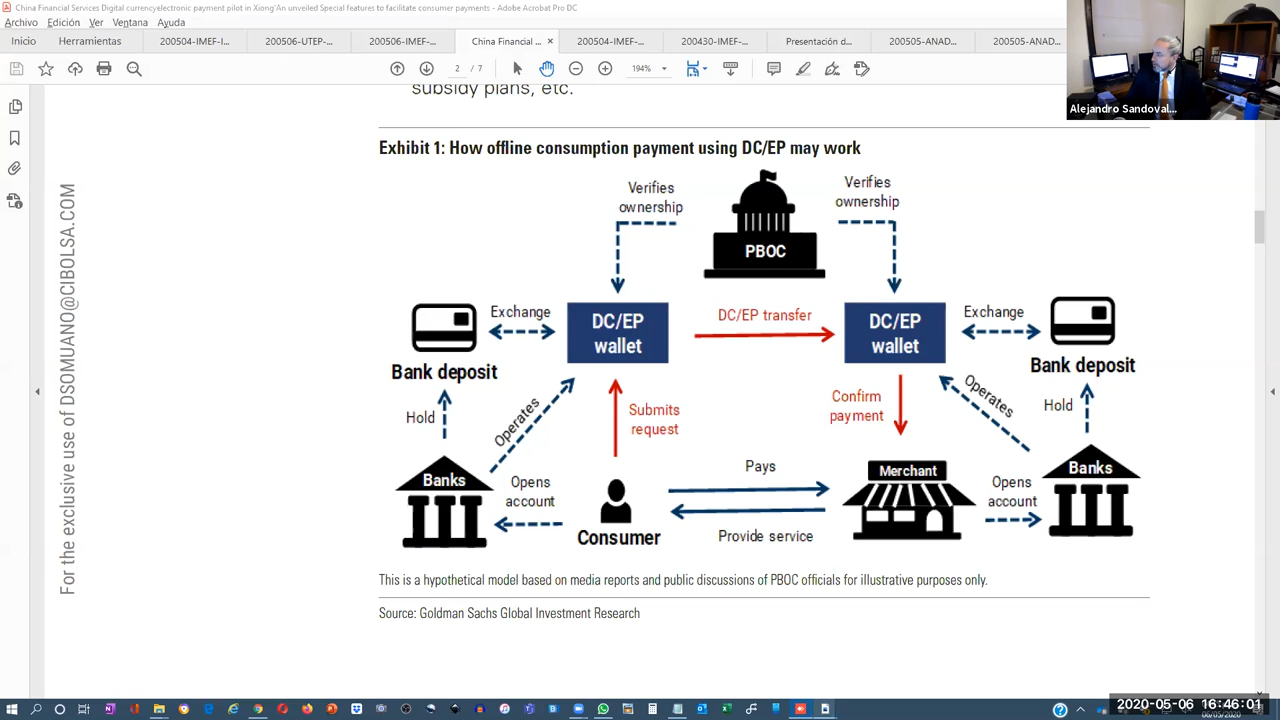 China Financial Services Digital currencyelectronic payment pilot in Xiong'An unveiled Special features to facilitate consumer payments - Adobe Acrobat Pro DC
Archivo Edición Ver Ventana Ayuda
Inicio Herramientas 200504-IMEF-I... 200506-UTEP-... 200506-IMEF-... China Financial ... × 200504-IMEF-... 200430-IMEF-... Presentación d... 200505-ANAD... 200505-ANAD...
2 / 7 194%
Alejandro Sandoval...
subsidy plans, etc.
For the exclusive use of DSOMUANO@CIBOLSA.COM
Exhibit 1: How offline consumption payment using DC/EP may work
Verifies
ownership
PBOC
Verifies
ownership
Exchange
DC/EP
wallet
DC/EP transfer
DC/EP
wallet
Exchange
Bank deposit
Bank deposit
Hold
Operates
Submits
request
Confirm
payment
Operates
Hold
Banks
Opens
account
Consumer
Pays
Provide service
Merchant
Opens
account
Banks
This is a hypothetical model based on media reports and public discussions of PBOC officials for illustrative purposes only.
Source: Goldman Sachs Global Investment Research
2020-05-06 16:46:01
06/05/2020